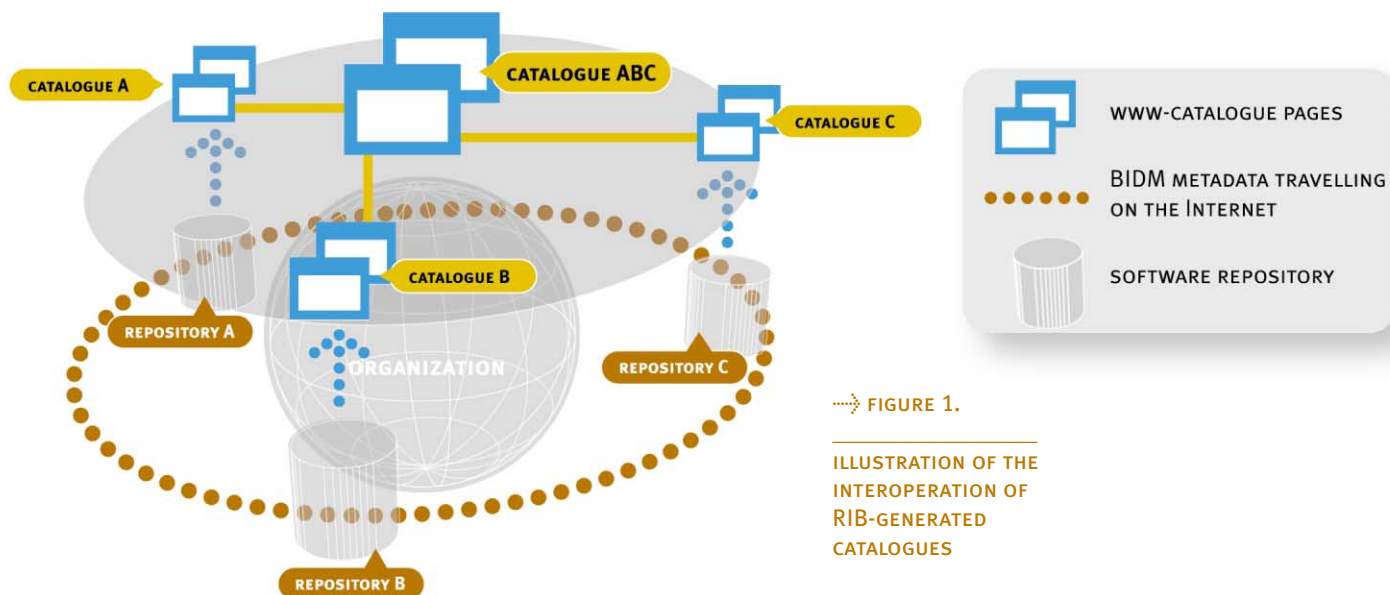 CATALOGUE A
CATALOGUE ABC
CATALOGUE C
CATALOGUE B
REPOSITORY A
ORGANIZATION
REPOSITORY C
REPOSITORY B
WWW-CATALOGUE PAGES
BIDM METADATA TRAVELLING
ON THE INTERNET
SOFTWARE REPOSITORY
FIGURE 1.
ILLUSTRATION OF THE
INTEROPERATION OF
RIB-GENERATED
CATALOGUES